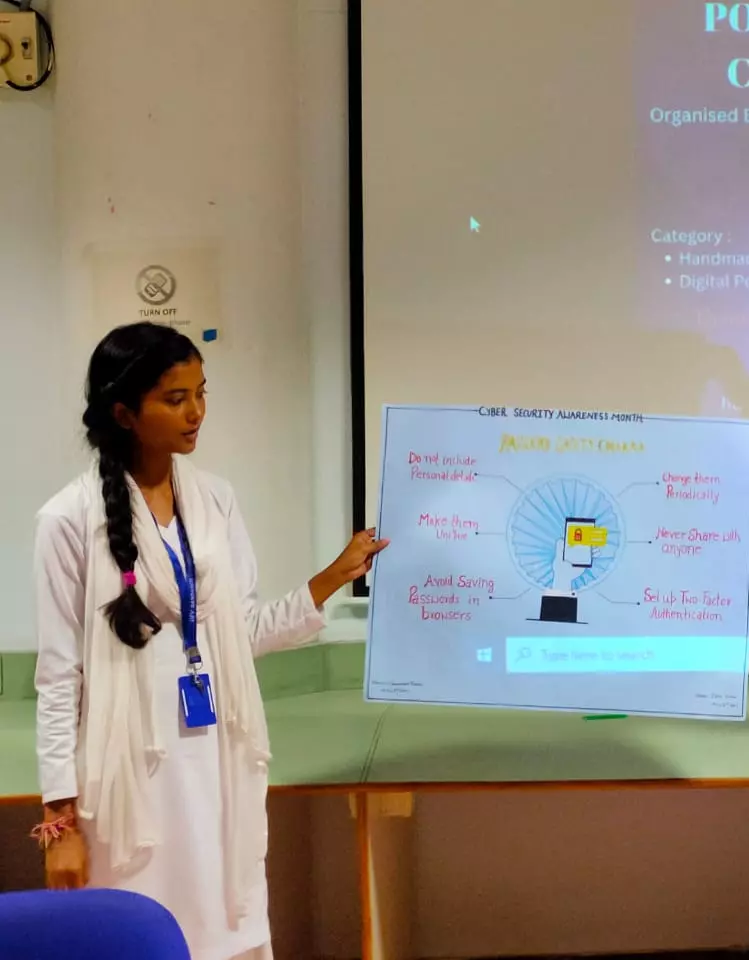 PO
C
Organised
Category :
• Handma
• Digital Po
TURN OFF
CYBER SECURITY AWARENESS MONTH
PASSWORD SAFETY CHAKRA
Do not include
Personal details
Make them
Unique
Avoid Saving
Passwords in
browsers
Change them
Periodically
Never Share with
anyone
Set up Two Factor
Authentication
Type here to search